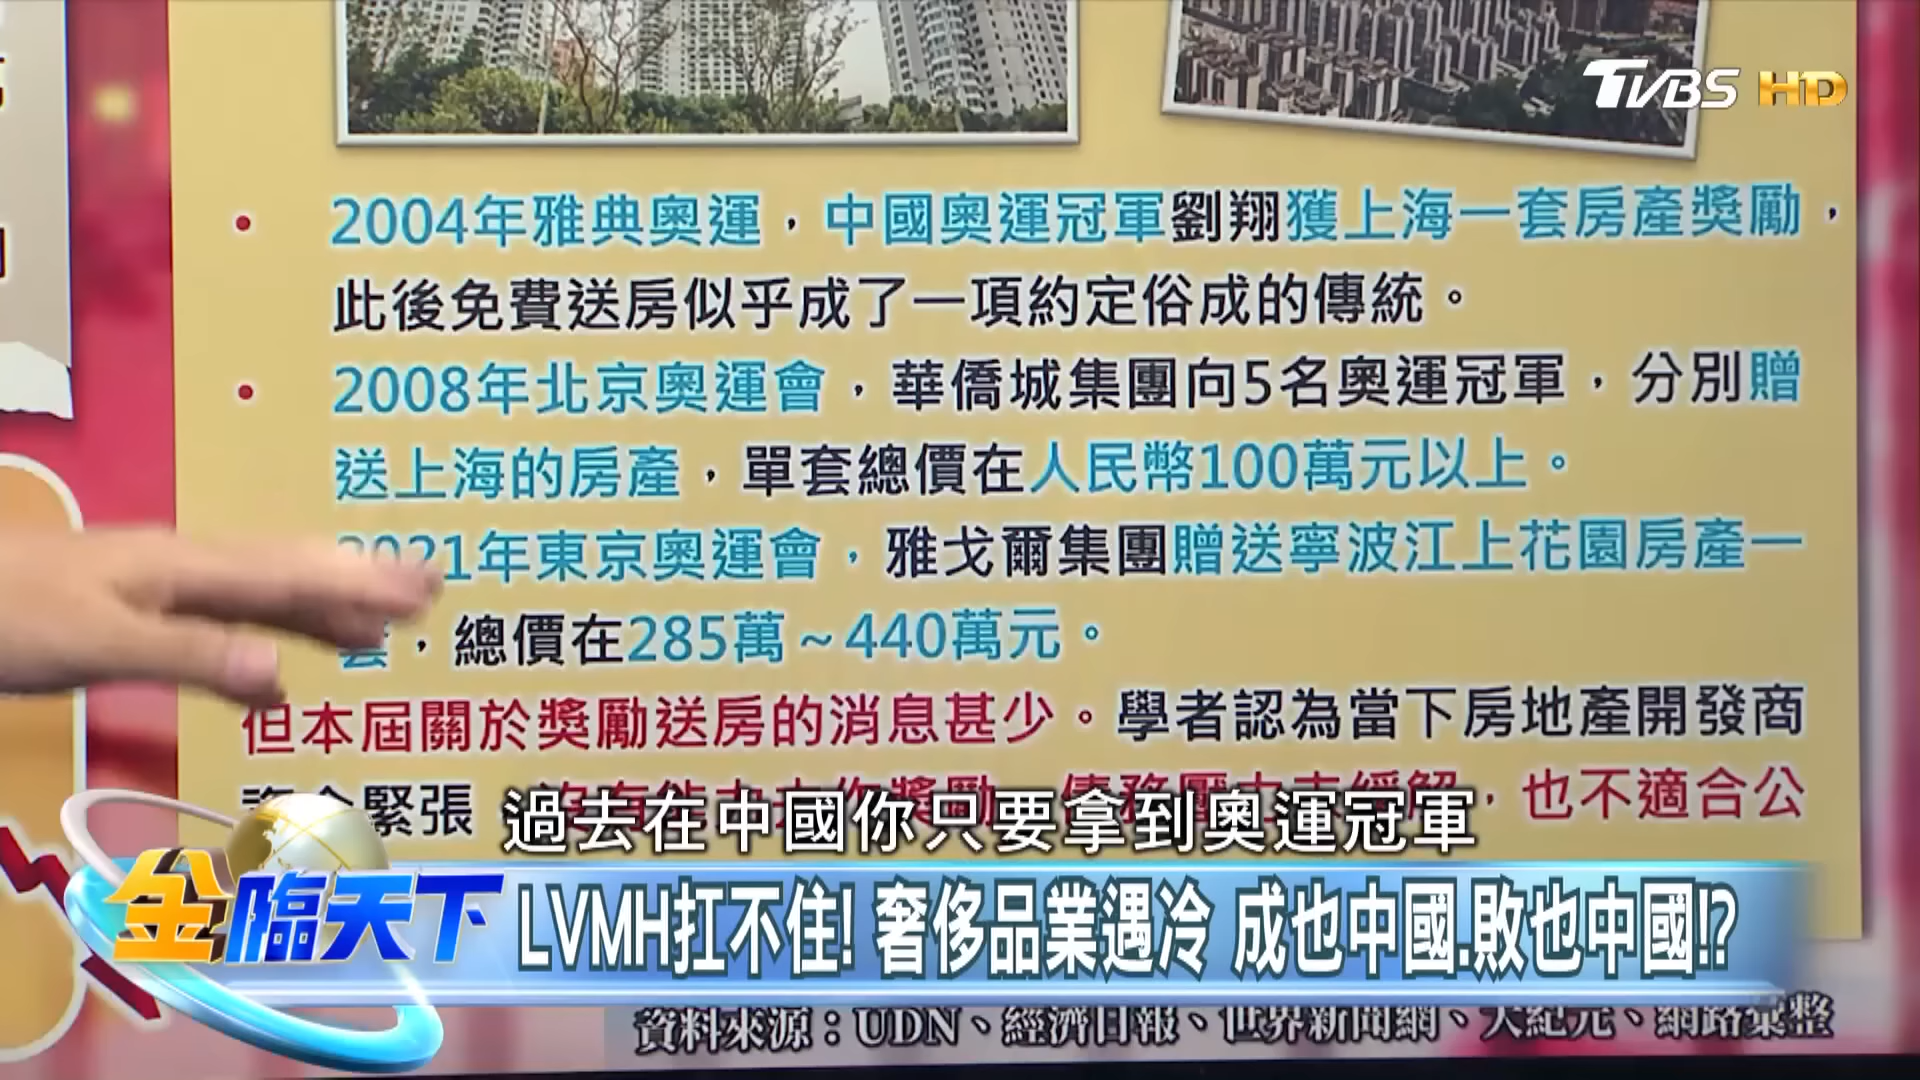 TVBS HD
• 2004年雅典奧運，中國奧運冠軍劉翔獲上海一套房產獎勵，
此後免費送房似乎成了一項約定俗成的傳統。
• 2008年北京奧運會，華僑城集團向5名奧運冠軍，分別贈
送上海的房產，單套總價在人民幣100萬元以上。
2021年東京奧運會，雅戈爾集團贈送寧波江上花園房產一
套，總價在285萬～440萬元。
但本屆關於獎勵送房的消息甚少。學者認為當下房地產開發商
緊張 獎勵，也不適合公
過去在中國你只要拿到奧運冠軍
金臨天下
LVMH扛不住! 奢侈品業遇冷 成也中國.敗也中國!?
資料來源：UDN、經濟日報、世界新聞網、大紀元、網路彙整